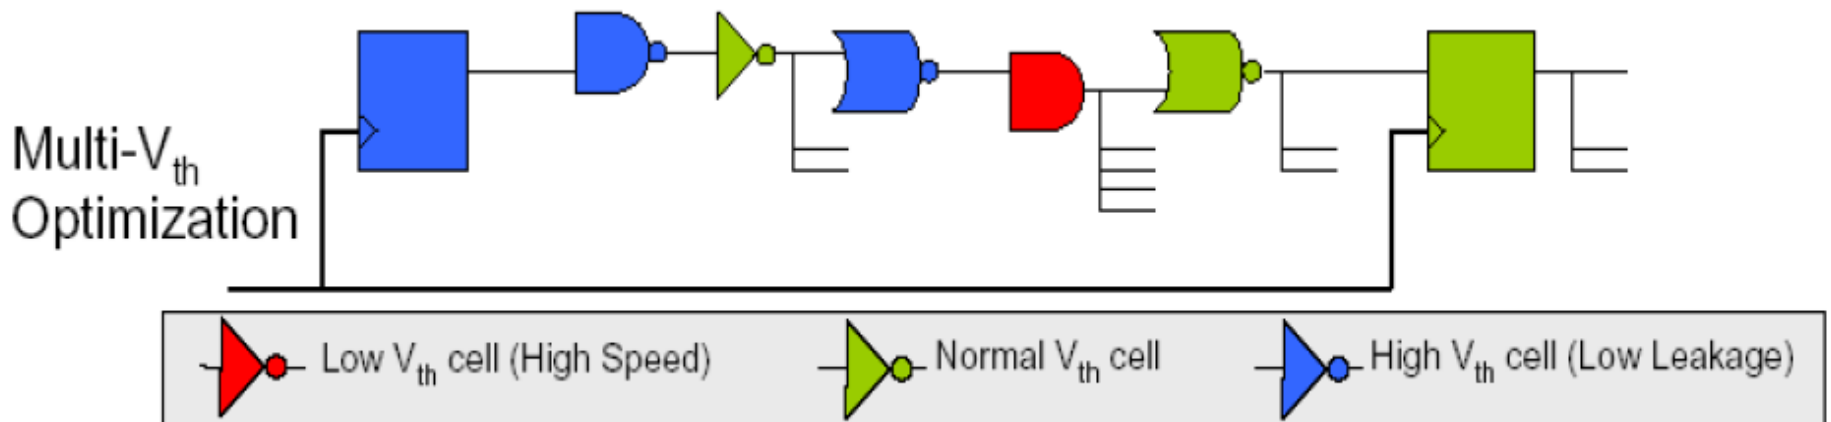 Multi-Vth
Optimization
Low Vth cell (High Speed)
Normal Vth cell
High Vth cell (Low Leakage)